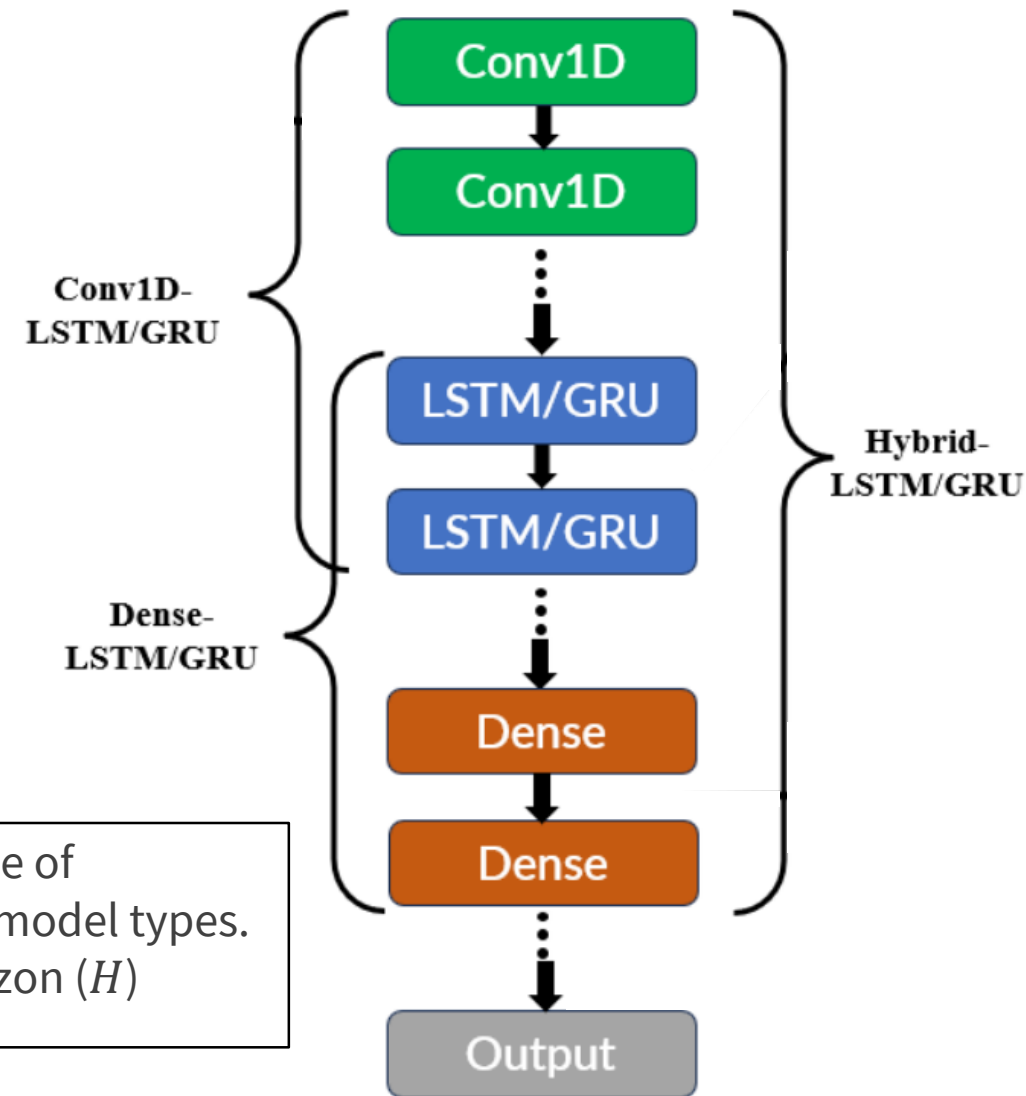 Conv1D
Conv1D
Conv1D-
LSTM/GRU
LSTM/GRU
Hybrid-
LSTM/GRU
LSTM/GRU
Dense-
LSTM/GRU
Dense
Dense
e of
model types.
zon (H)
Output